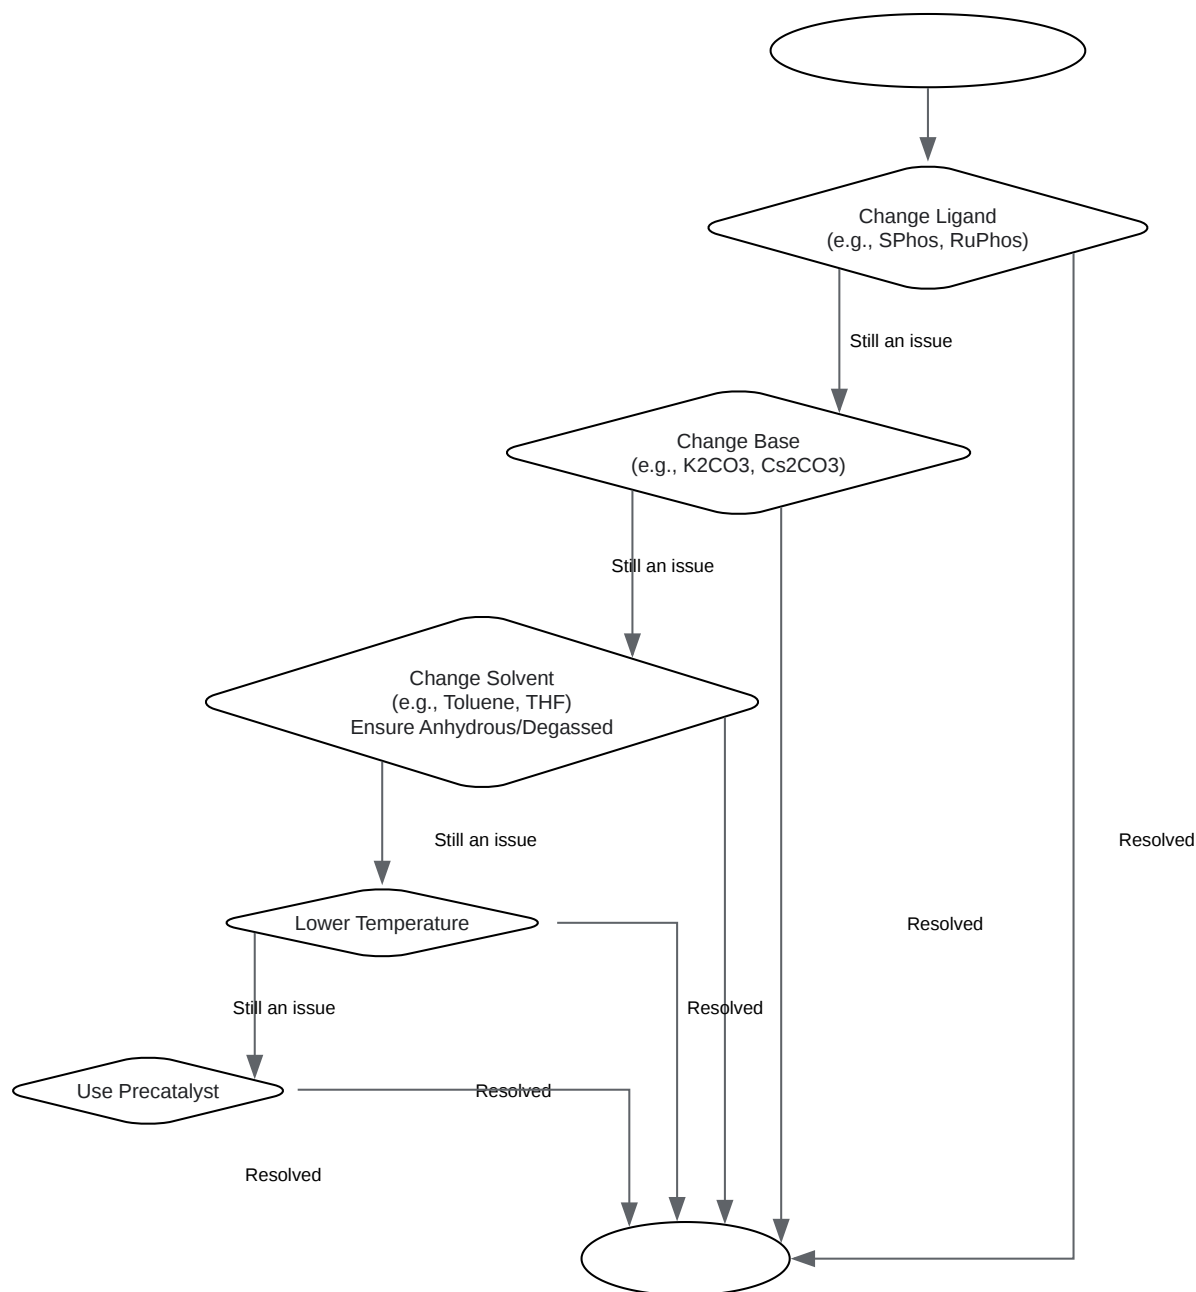 Change Ligand
(e.g., SPhos, RuPhos)
Still an issue
Change Base
(e.g., K2CO3, Cs2CO3)
Still an issue
Change Solvent
(e.g., Toluene, THF)
Ensure Anhydrous/Degassed
Still an issue
Resolved
Lower Temperature
Resolved
Still an issue
Resolved
Use Precatalyst
Resolved
Resolved